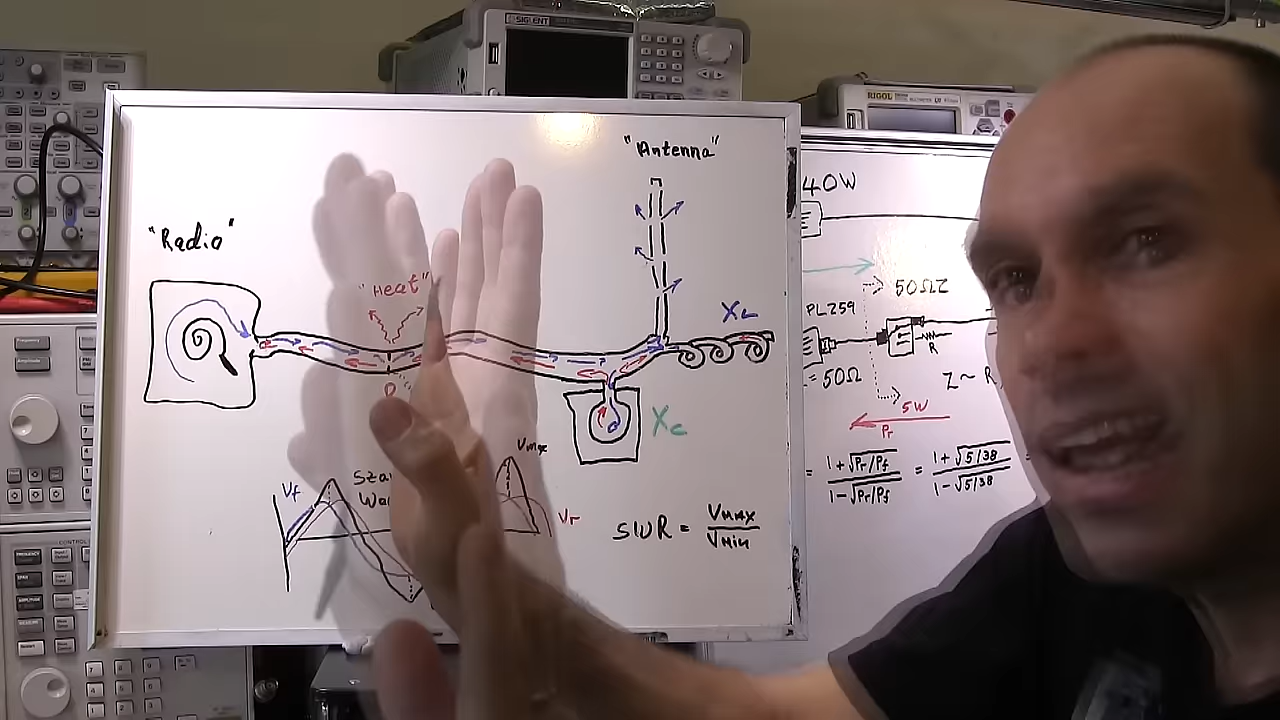 SIGLENT
RIGOL
"Antenna"
"Radio"
"Heat"
XL
Xc
Vf
Vmax
Vr
SWR = VMAX
VMIN
40W
50ΩZ
PL259
R
= 50Ω
Z ~ R
5W
Pr
= 1+√Pr/Pf = 1+√5/38 =
1-√Pr/Pf 1-√5/38